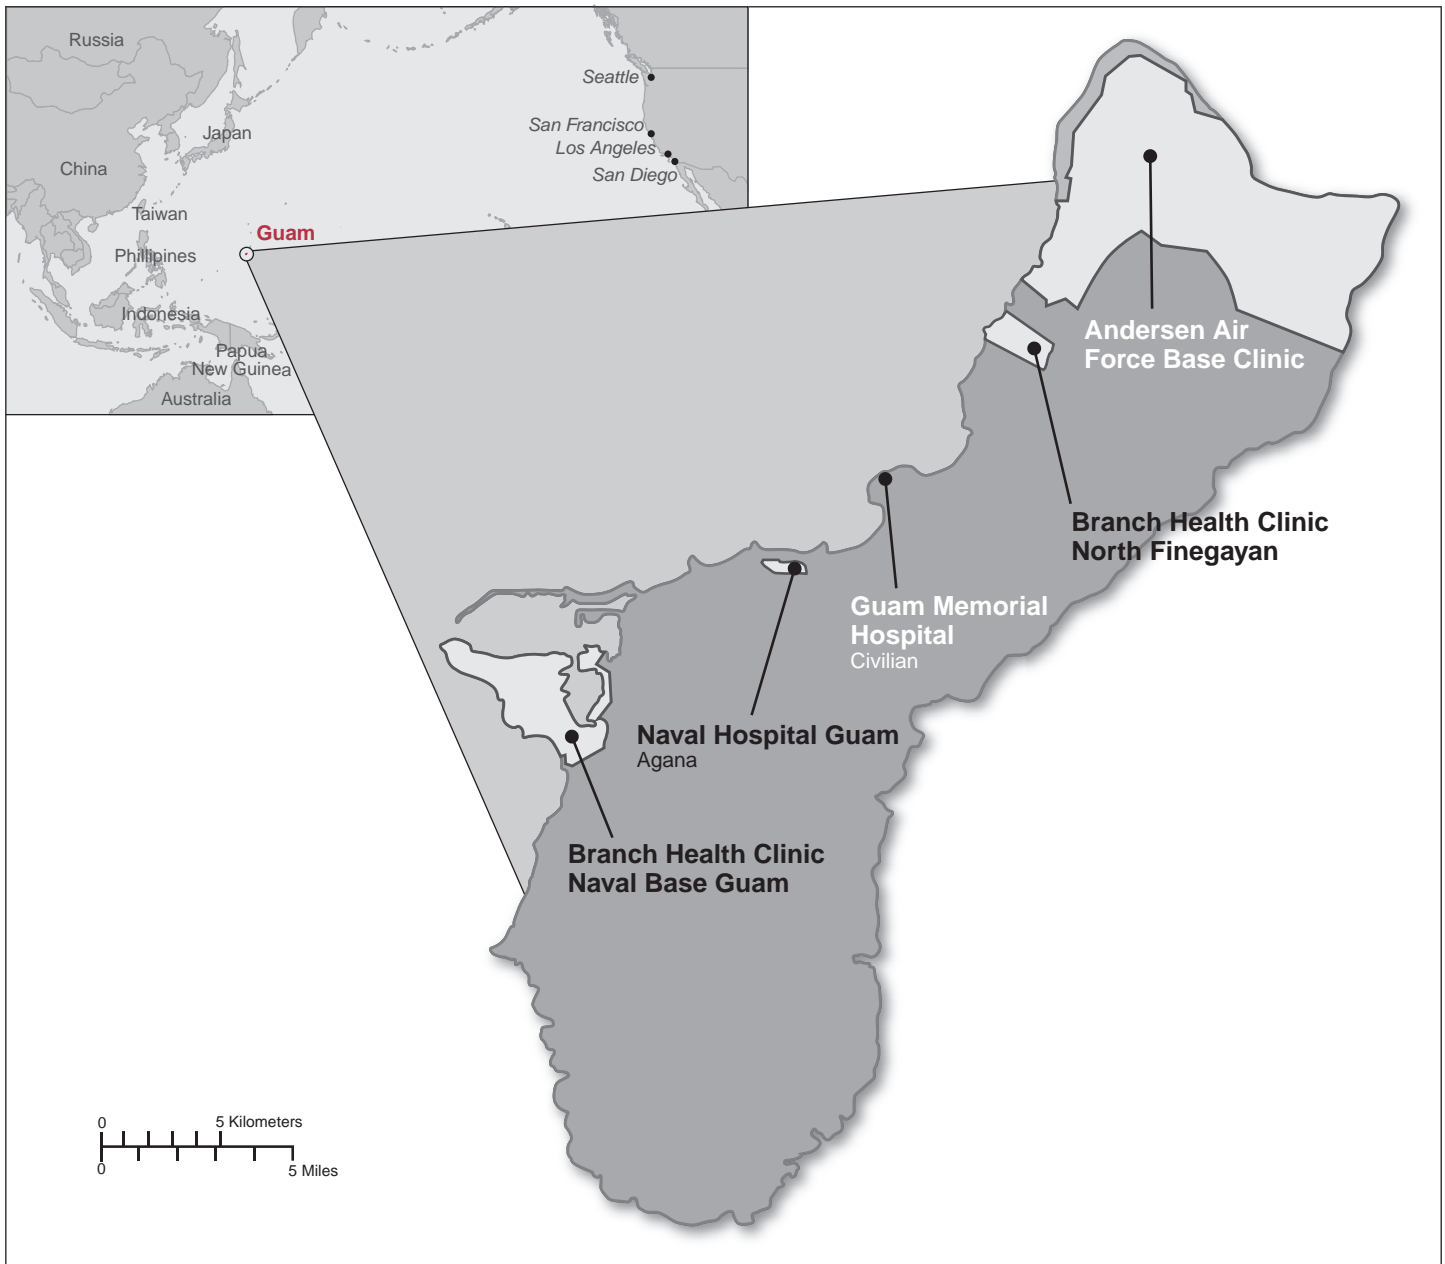 Russia
Seattle
San Francisco
Japan
Los Angeles
China
San Diego
Taiwan
Guam
Phillipines
Indonesia
Papua
New Guinea
Australia
Andersen Air
Force Base Clinic
Branch Health Clinic
North Finegayan
Guam Memorial
Hospital
Civilian
Naval Hospital Guam
Agana
Branch Health Clinic
Naval Base Guam
0
5 Kilometers
0
5 Miles